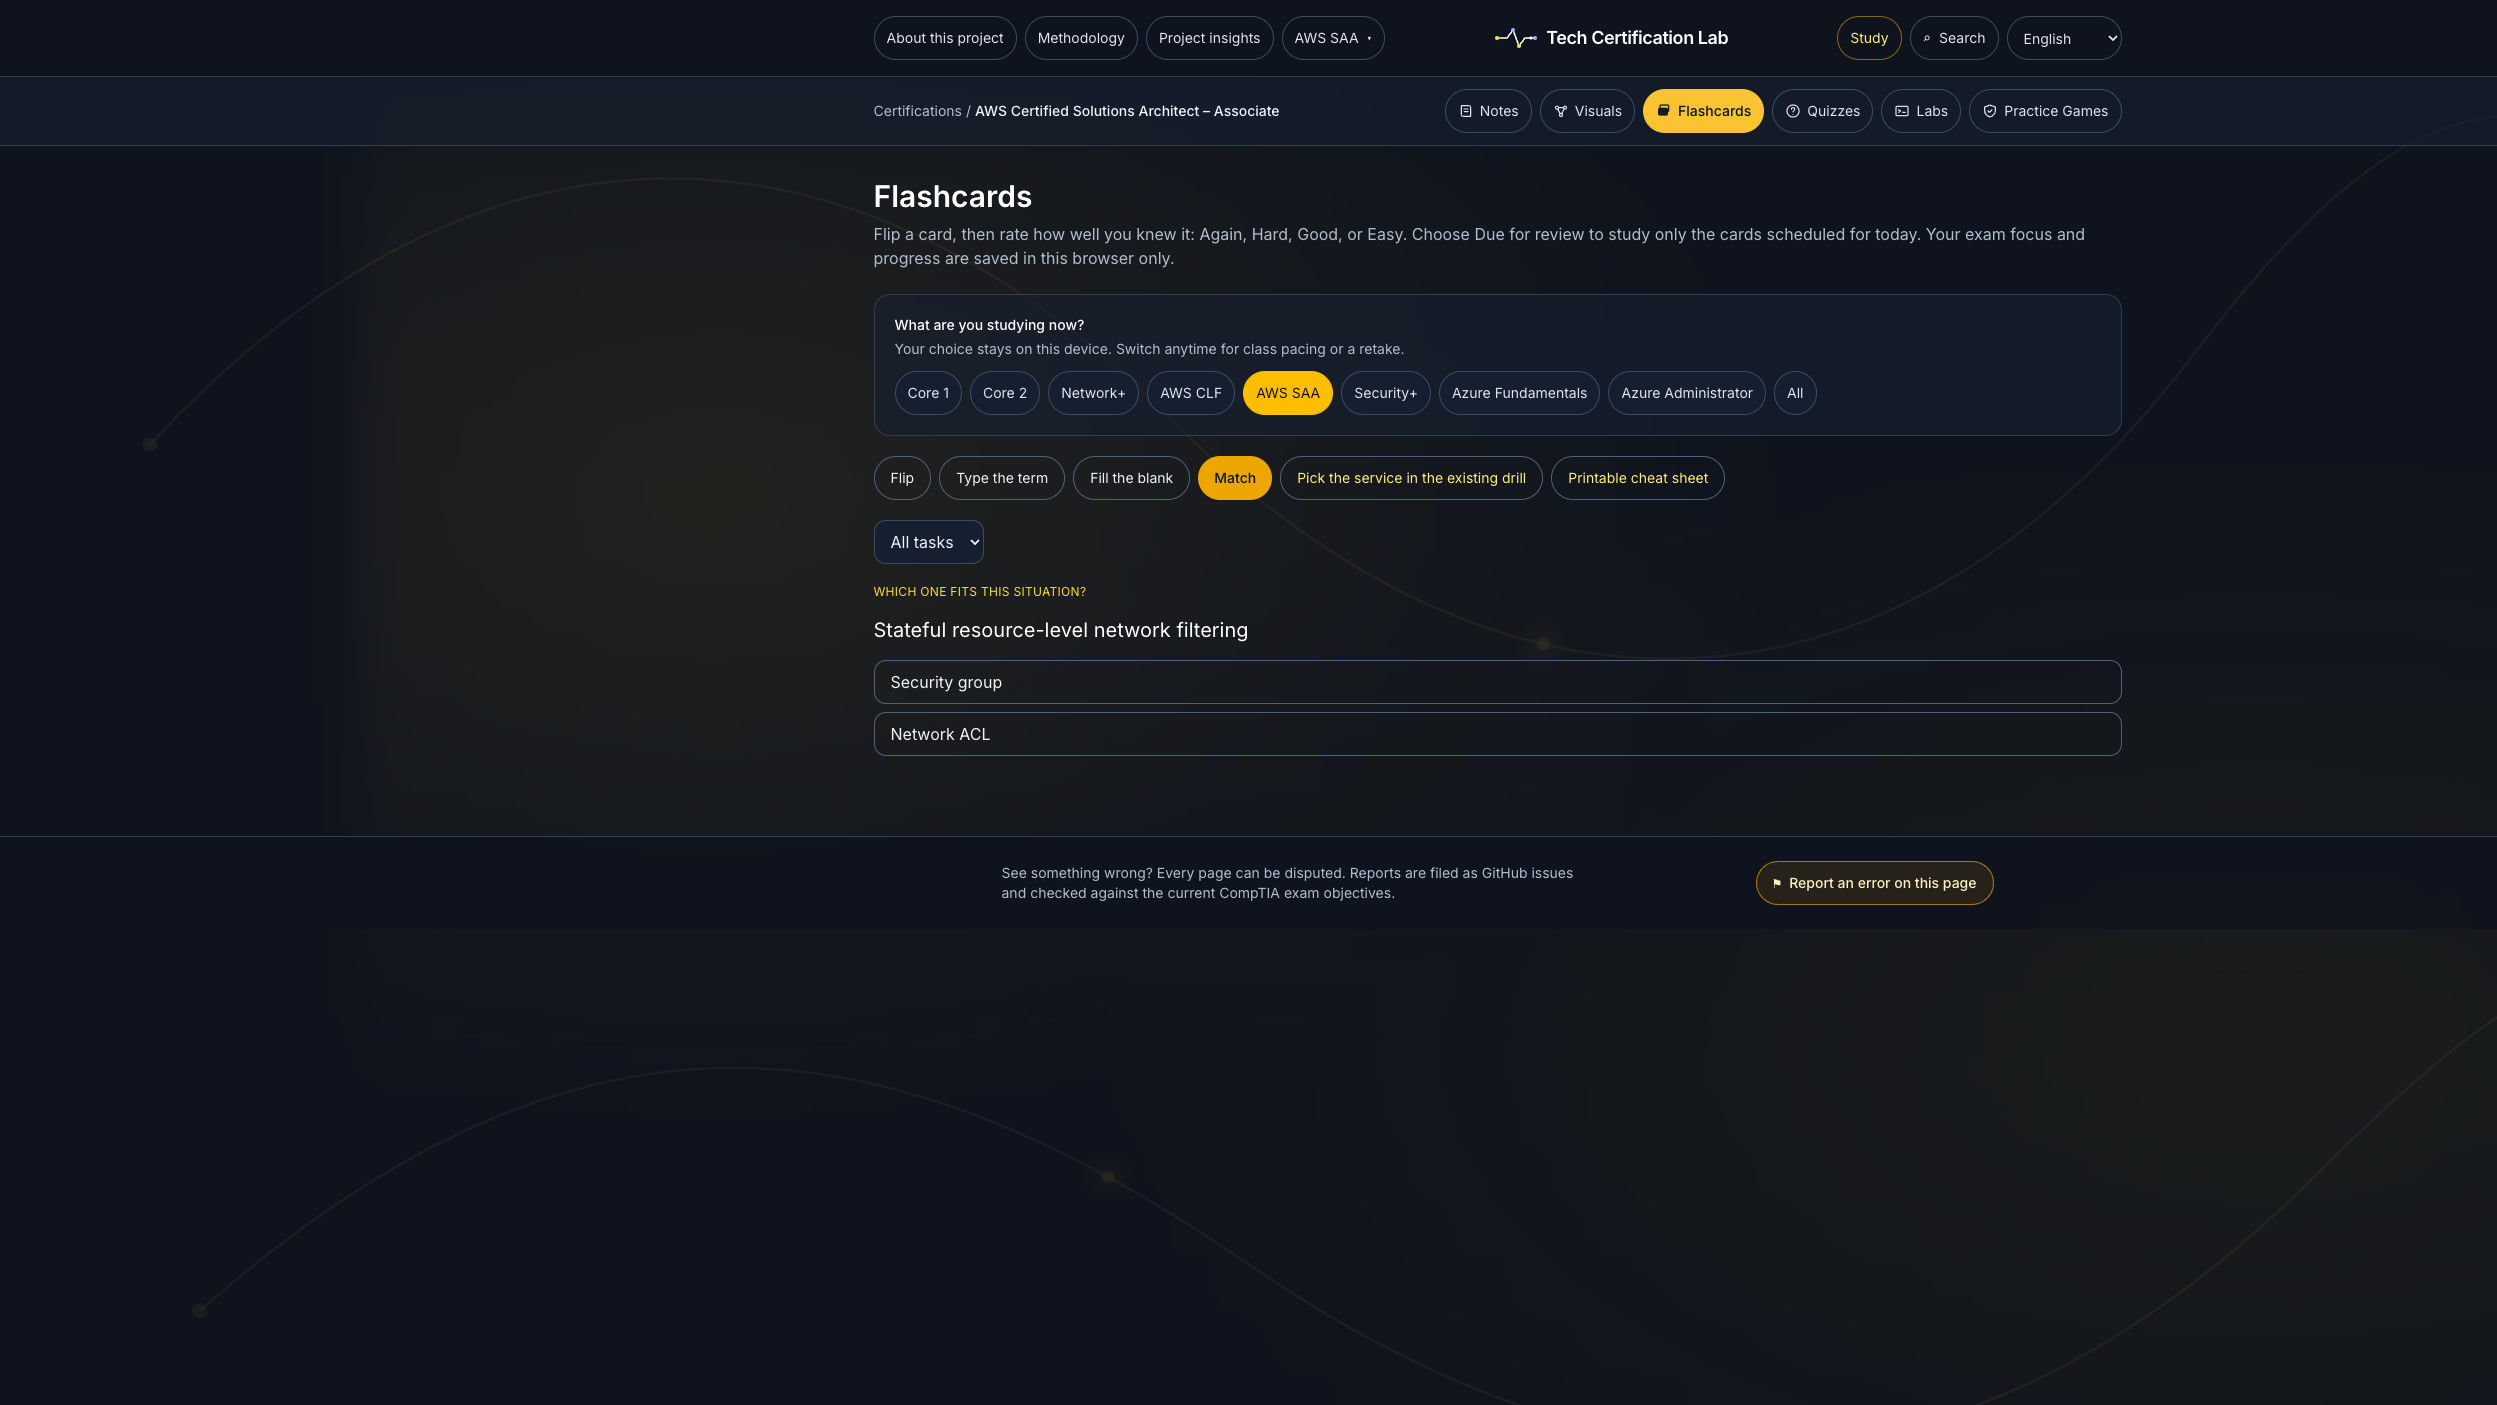 About this project
Methodology
Project insights
AWS SAA
Tech Certification Lab
Study
Search
English
Certifications / AWS Certified Solutions Architect – Associate
Notes
Visuals
Flashcards
Quizzes
Labs
Practice Games
Flashcards
Flip a card, then rate how well you knew it: Again, Hard, Good, or Easy. Choose Due for review to study only the cards scheduled for today. Your exam focus and
progress are saved in this browser only.
What are you studying now?
Your choice stays on this device. Switch anytime for class pacing or a retake.
Core 1
Core 2
Network+
AWS CLF
AWS SAA
Security+
Azure Fundamentals
Azure Administrator
All
Flip
Type the term
Fill the blank
Match
Pick the service in the existing drill
Printable cheat sheet
All tasks
WHICH ONE FITS THIS SITUATION?
Stateful resource-level network filtering
Security group
Network ACL
See something wrong? Every page can be disputed. Reports are filed as GitHub issues
and checked against the current CompTIA exam objectives.
Report an error on this page